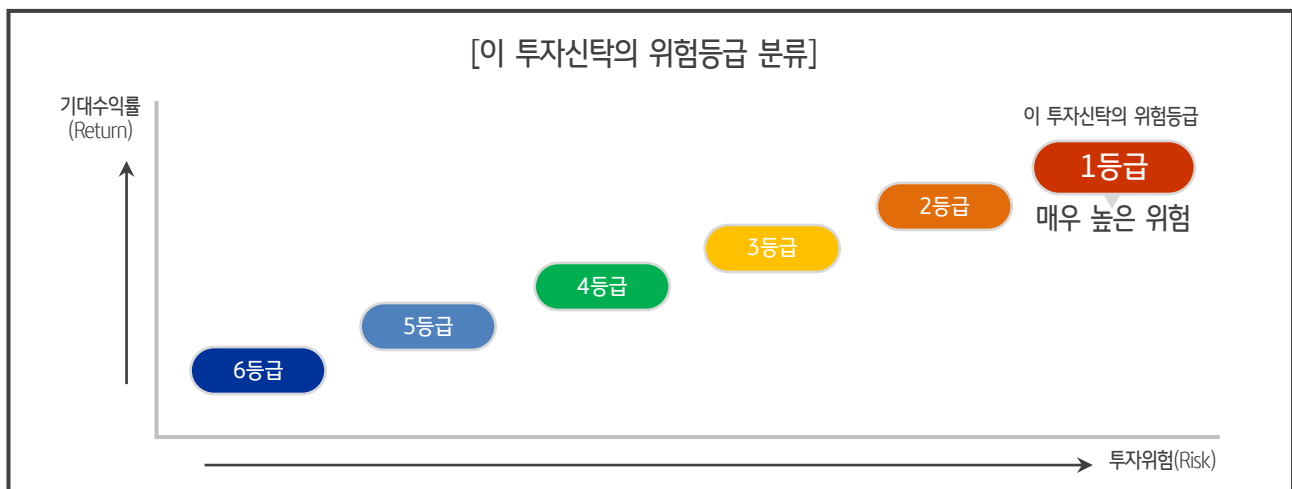 [이 투자신탁의 위험등급 분류]
기대수익률
(Return)
이 투자신탁의 위험등급
1등급
매우 높은 위험
2등급
3등급
4등급
5등급
6등급
투자위험(Risk)